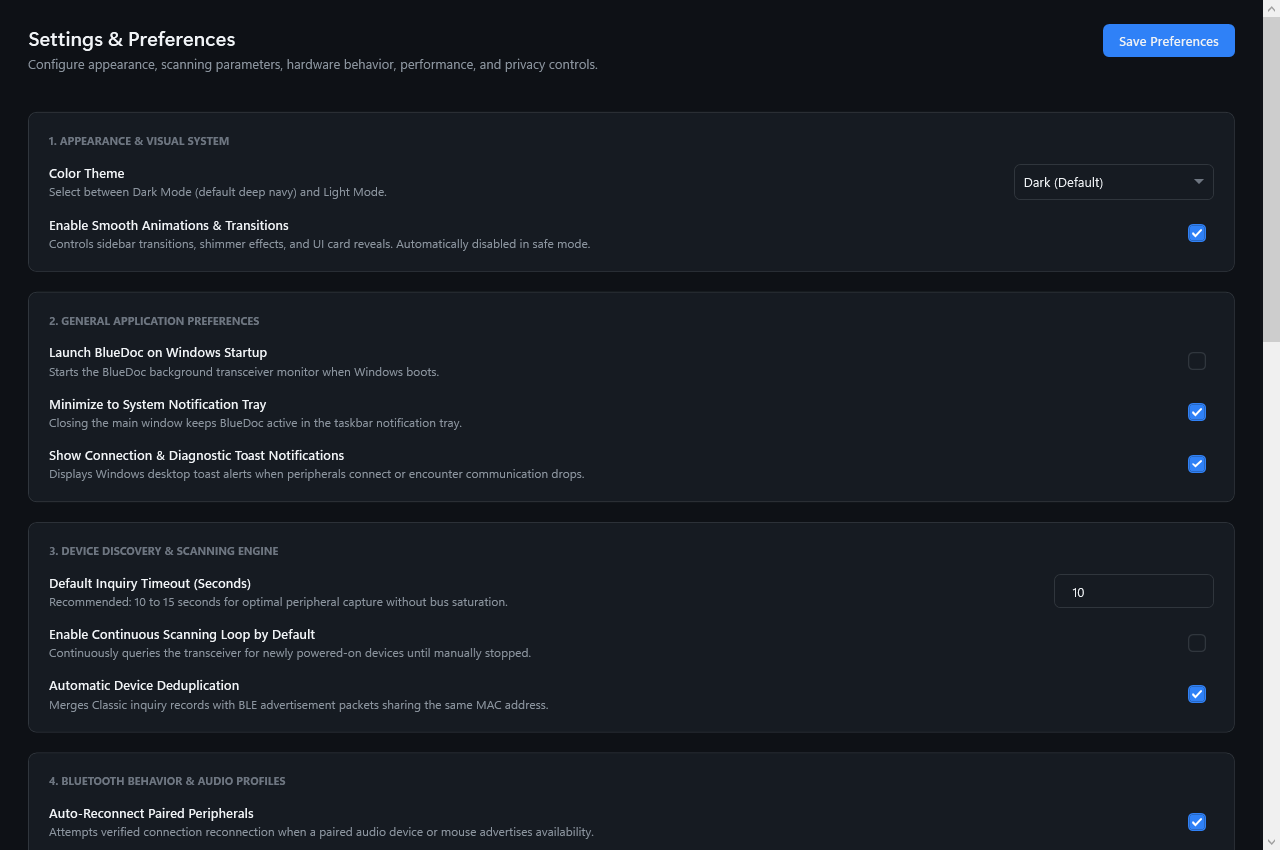 Settings & Preferences
Save Preferences
Configure appearance, scanning parameters, hardware behavior, performance, and privacy controls.
1. APPEARANCE & VISUAL SYSTEM
Color Theme
Select between Dark Mode (default deep navy) and Light Mode.
Dark (Default)
Enable Smooth Animations & Transitions
Controls sidebar transitions, shimmer effects, and UI card reveals. Automatically disabled in safe mode.
2. GENERAL APPLICATION PREFERENCES
Launch BlueDoc on Windows Startup
Starts the BlueDoc background transceiver monitor when Windows boots.
Minimize to System Notification Tray
Closing the main window keeps BlueDoc active in the taskbar notification tray.
Show Connection & Diagnostic Toast Notifications
Displays Windows desktop toast alerts when peripherals connect or encounter communication drops.
3. DEVICE DISCOVERY & SCANNING ENGINE
Default Inquiry Timeout (Seconds)
Recommended: 10 to 15 seconds for optimal peripheral capture without bus saturation.
10
Enable Continuous Scanning Loop by Default
Continuously queries the transceiver for newly powered-on devices until manually stopped.
Automatic Device Deduplication
Merges Classic inquiry records with BLE advertisement packets sharing the same MAC address.
4. BLUETOOTH BEHAVIOR & AUDIO PROFILES
Auto-Reconnect Paired Peripherals
Attempts verified connection reconnection when a paired audio device or mouse advertises availability.